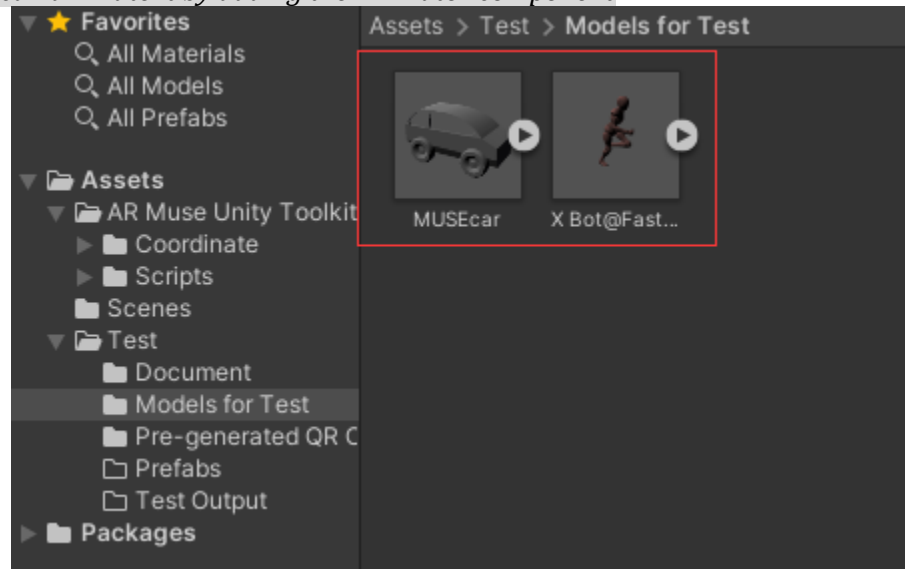 Favorites
All Materials
All Models
All Prefabs
Assets
AR Muse Unity Toolkit
Coordinate
Scripts
Scenes
Test
Document
Models for Test
Pre-generated QR C
Prefabs
Test Output
Packages
Assets > Test > Models for Test
MUSEcar
X Bot@Fast...